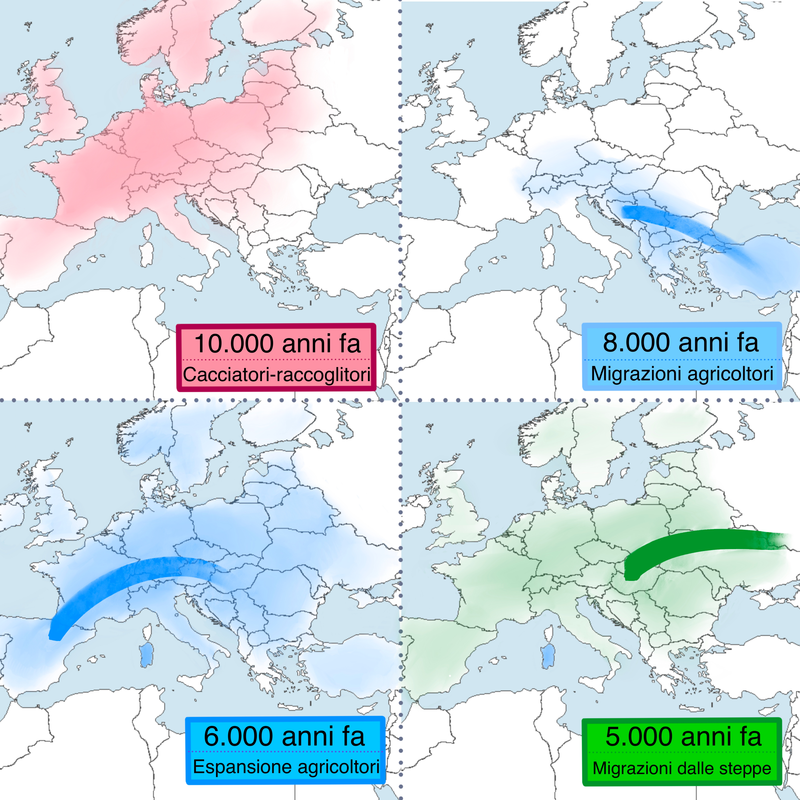 10.000 anni fa
Cacciatori-raccoglitori
8.000 anni fa
Migrazioni agricoltori
6.000 anni fa
Espansione agricoltori
5.000 anni fa
Migrazioni dalle steppe